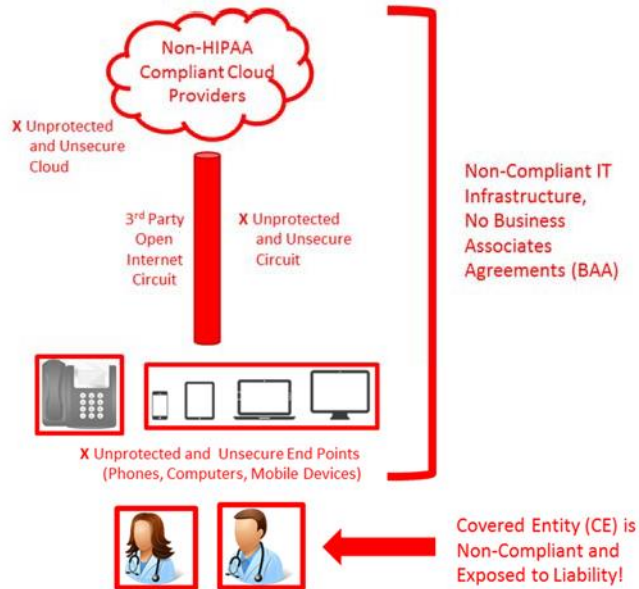 Non-HIPAA
Compliant Cloud
Providers
X Unprotected
and Unsecure
Cloud
3rd Party
Open
Internet
Circuit
X Unprotected
and Unsecure
Circuit
Non-Compliant IT
Infrastructure,
No Business
Associates
Agreements (BAA)
X Unprotected and Unsecure End Points
(Phones, Computers, Mobile Devices)
Covered Entity (CE) is
Non-Compliant and
Exposed to Liability!